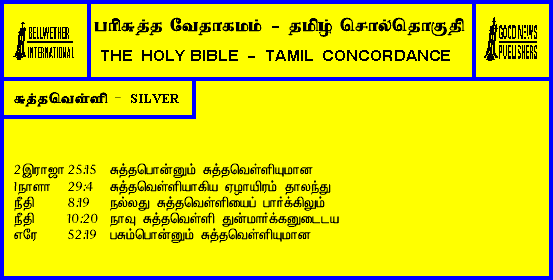 BELLWETHER
INTERNATIONAL
பரிசுத்த வேதாகமம் - தமிழ் சொல்தொகுதி
THE HOLY BIBLE - TAMIL CONCORDANCE
GOOD NEWS
PUBLISHERS
சுத்தவெள்ளி - SILVER
2இராஜா 25:15 சுத்தபொன்னும் சுத்தவெள்ளியுமான
1நாளா 29:4 சுத்தவெள்ளியாகிய ஏழாயிரம் தாலந்து
நீதி 8:19 நல்லது சுத்தவெள்ளியைப் பார்க்கிலும்
நீதி 10:20 நாவு சுத்தவெள்ளி துன்மார்க்கனுடைய
எரே 52:19 பசும்பொன்னும் சுத்தவெள்ளியுமான